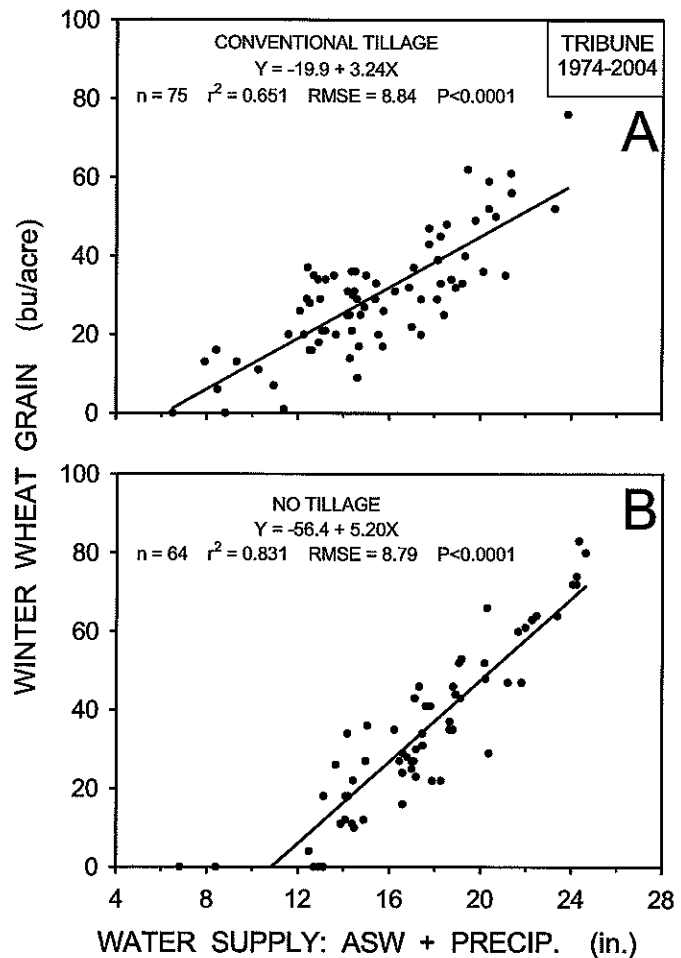 100
80
60
40
20
0
CONVENTIONAL TILLAGE
Y = -19.9 + 3.24X
n = 75 r² = 0.651 RMSE = 8.84 P<0.0001
TRIBUNE
1974-2004
A
WINTER WHEAT GRAIN (bu/acre)
100
80
60
40
20
0
NO TILLAGE
Y = -56.4 + 5.20X
n = 64 r² = 0.831 RMSE = 8.79 P<0.0001
B
4 8 12 16 20 24 28
WATER SUPPLY: ASW + PRECIP. (in.)